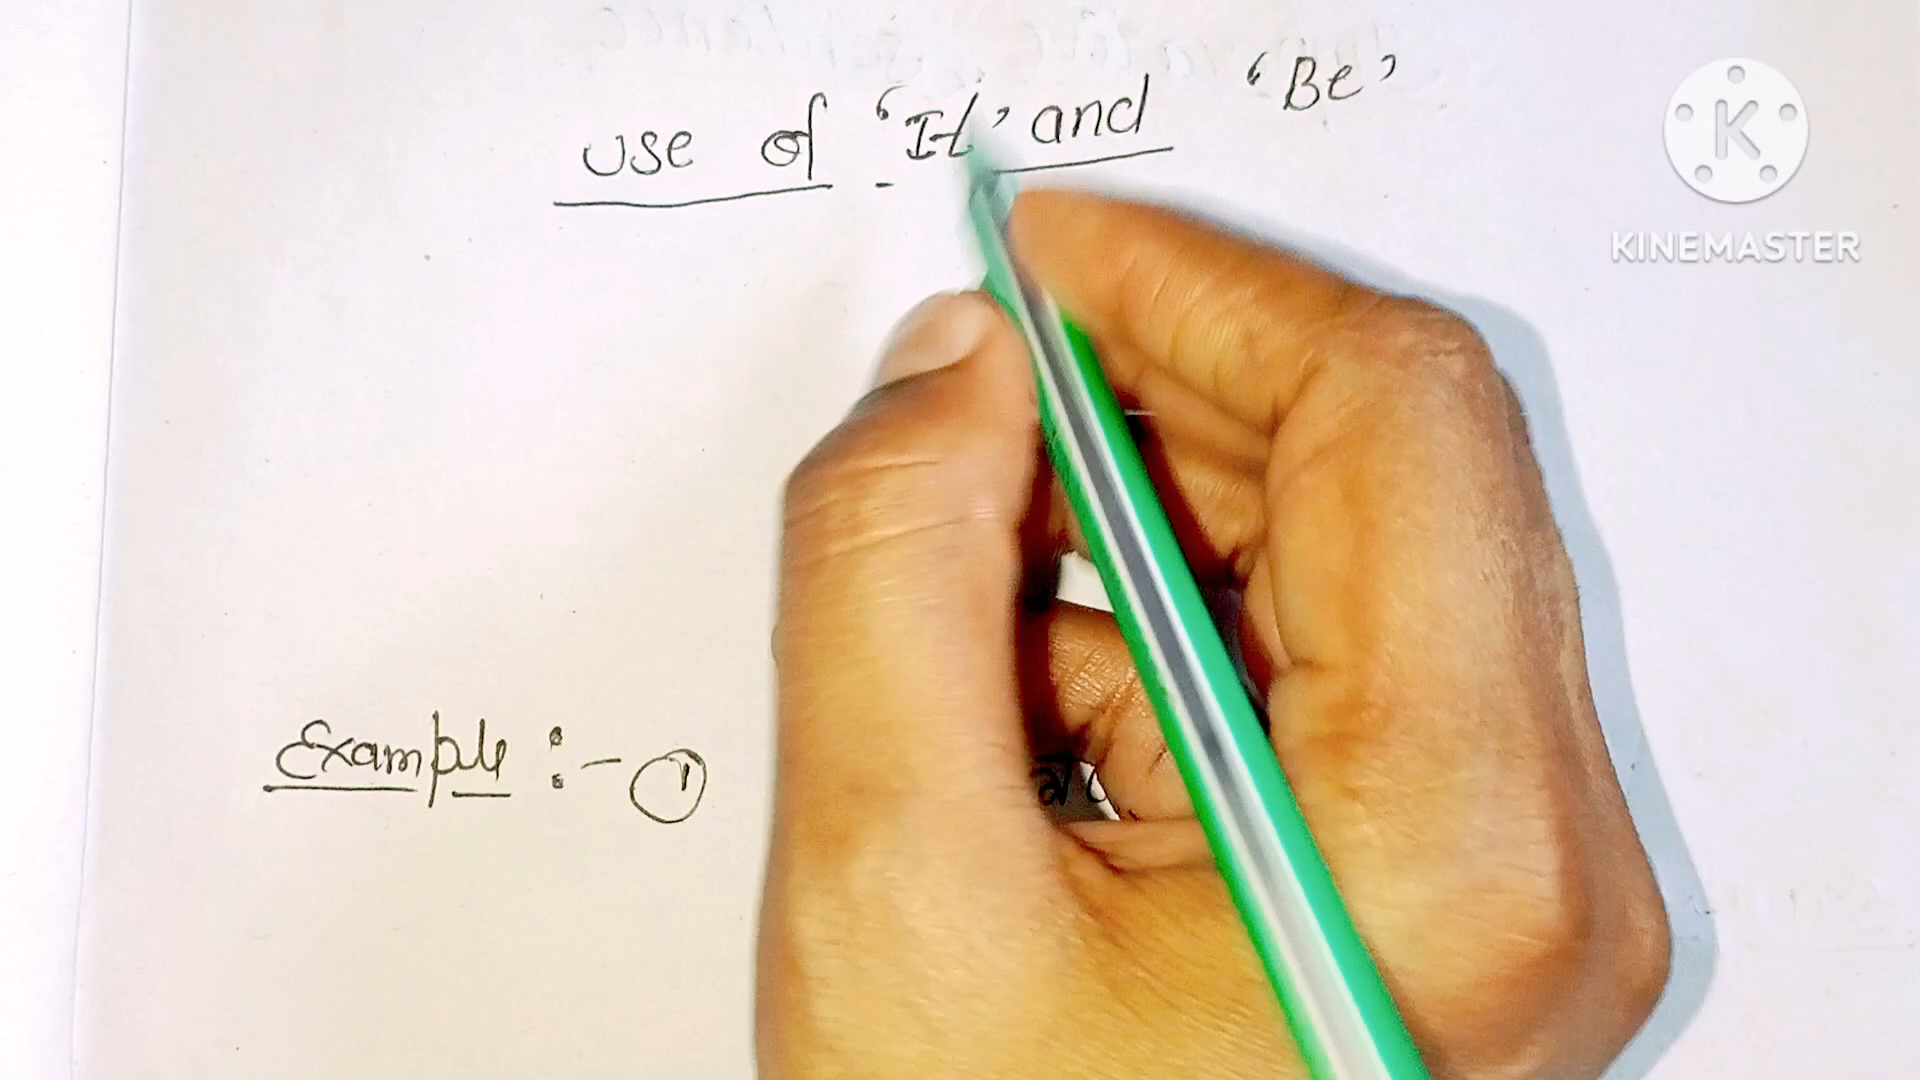 use of 'It' and 'Be'
K
KINEMASTER
Example :- ①